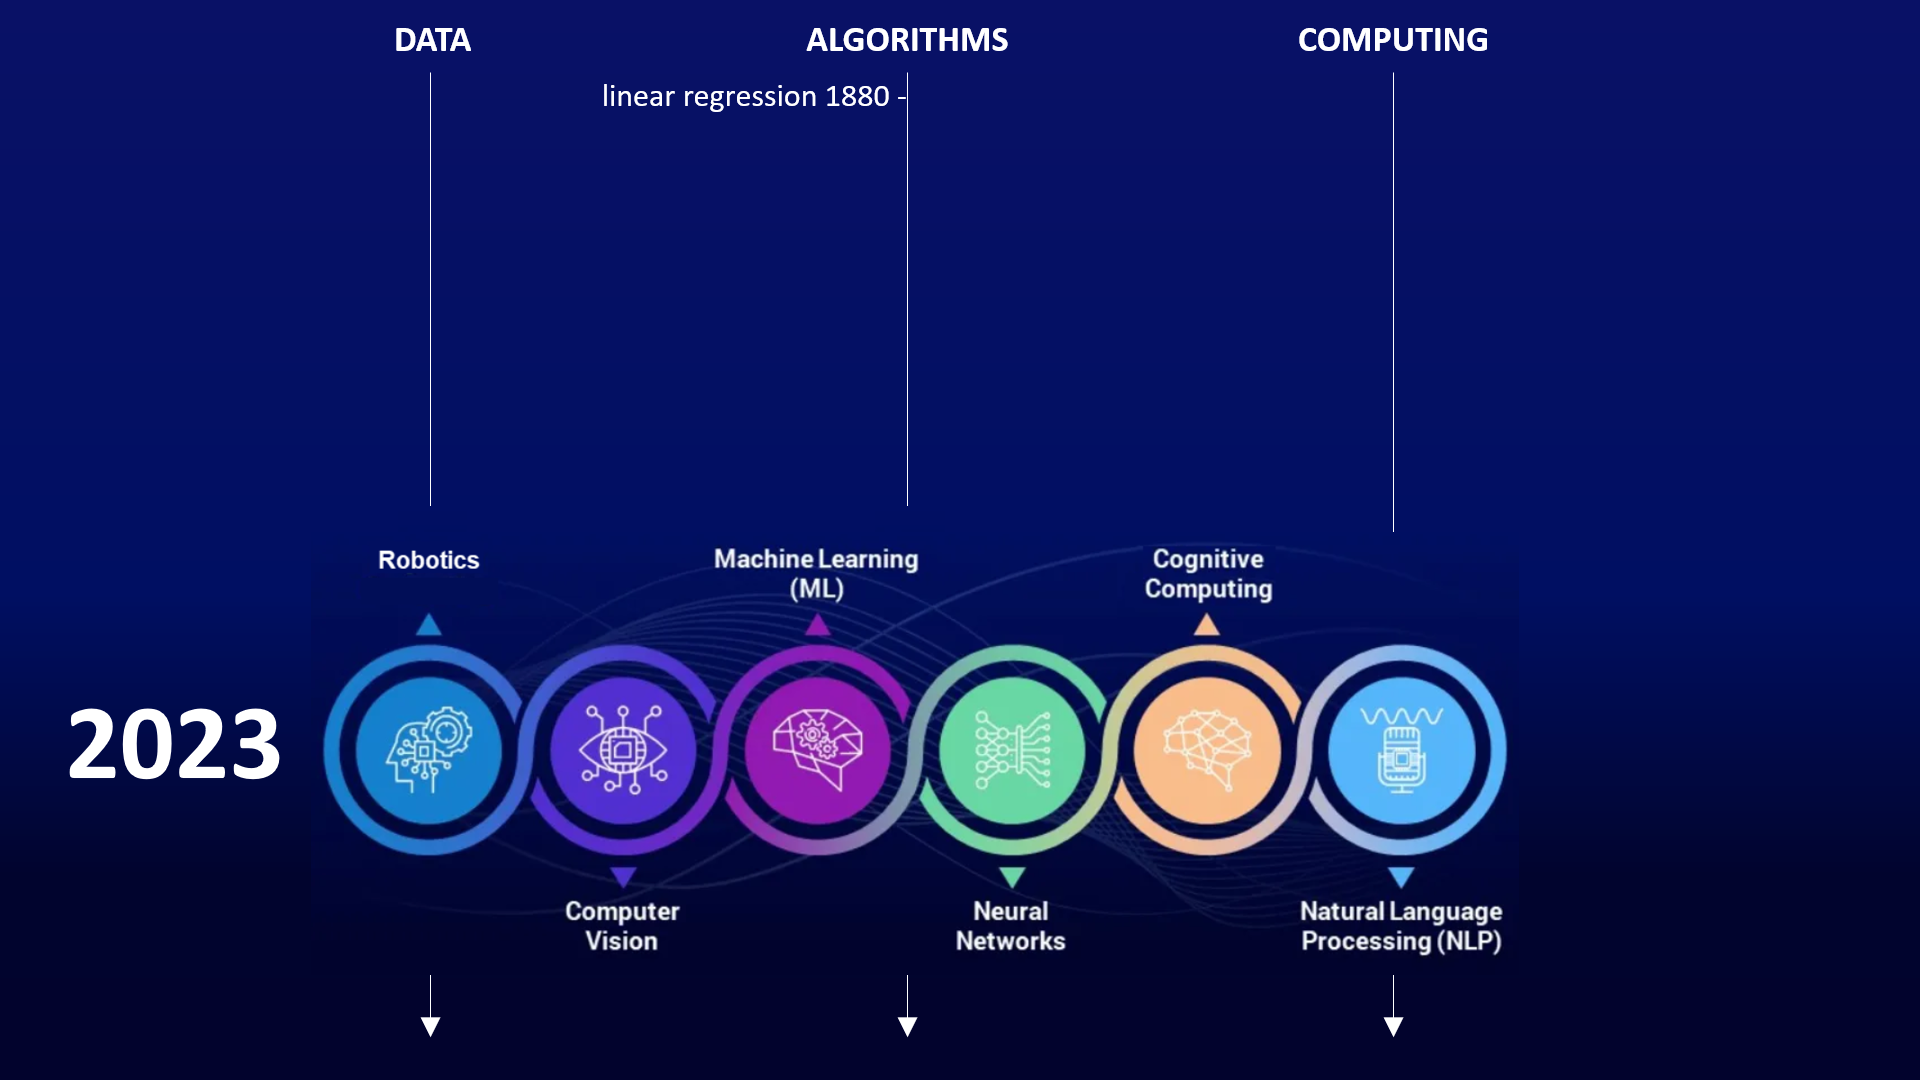 DATA
ALGORITHMS
COMPUTING
linear regression 1880 -
Robotics
Machine Learning
(ML)
Cognitive
Computing
2023
Computer
Vision
Neural
Networks
Natural Language
Processing (NLP)